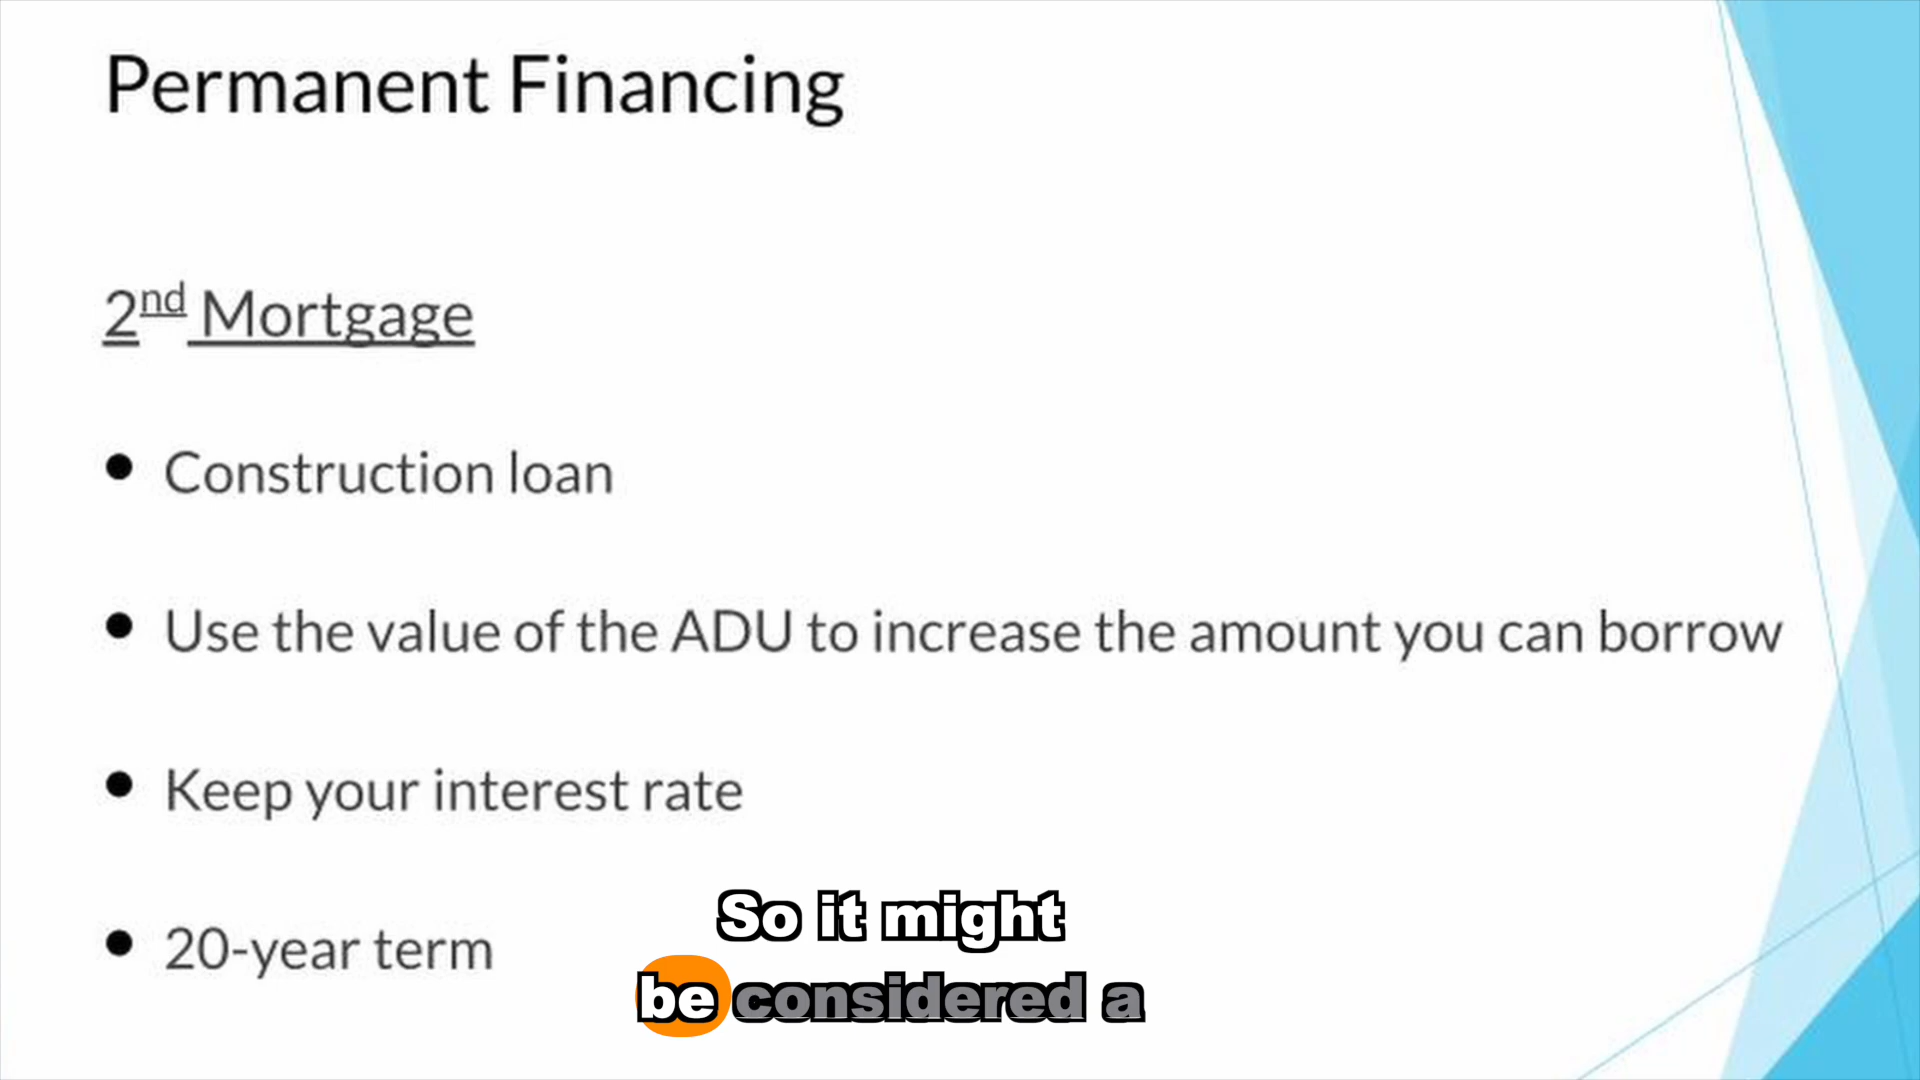 Permanent Financing
2nd Mortgage
● Construction loan
● Use the value of the ADU to increase the amount you can borrow
● Keep your interest rate
● 20-year term
So it might
be considered a